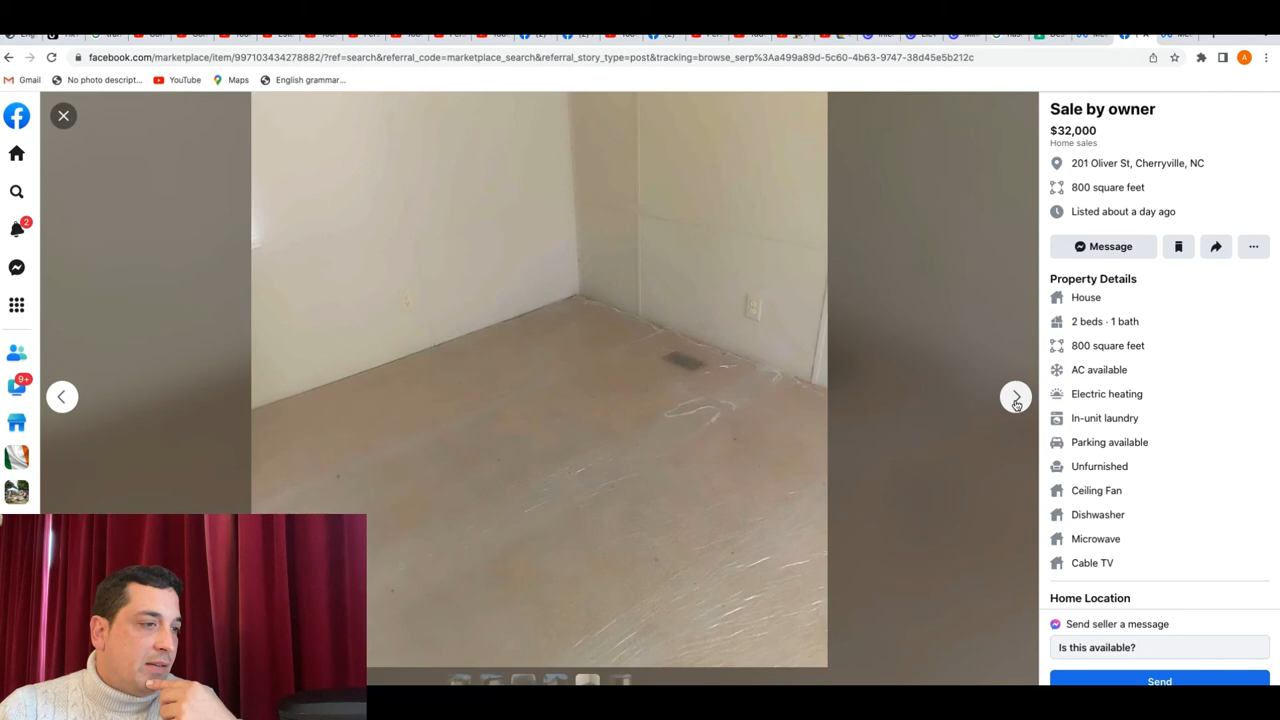 facebook.com/marketplace/item/997103434278882/?ref=search&referral_code=marketplace_search&referral_story_type=post&tracking=browse_serp%3Aa499a89d-5c60-4b63-9747-38d45e5b212c
A
Gmail
No photo descript...
YouTube
Maps
English grammar...
2
9+
Sale by owner
$32,000
Home sales
201 Oliver St, Cherryville, NC
800 square feet
Listed about a day ago
Message
Property Details
House
2 beds · 1 bath
800 square feet
AC available
Electric heating
In-unit laundry
Parking available
Unfurnished
Ceiling Fan
Dishwasher
Microwave
Cable TV
Home Location
Send seller a message
Is this available?
Send